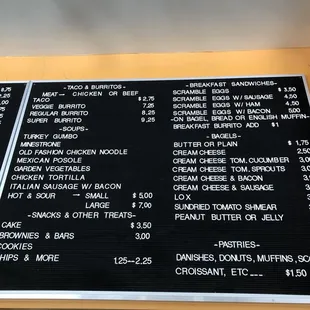 -TACO & BURRITOS-
MEAT→ CHICKEN OR BEEF
TACO $2.75
VEGGIE BURRITO 7.25
REGULAR BURRITO 8.25
SUPER BURRITO 9.25
-SOUPS-
TURKEY GUMBO
MINESTRONE
OLD FASHION CHICKEN NOODLE
MEXICAN POSOLE
GARDEN VEGETABLES
CHICKEN TORTILLA
ITALIAN SAUSAGE W/ BACON
HOT & SOUR → SMALL $5.00
LARGE $7.00
-SNACKS & OTHER TREATS-
CAKE $3.50
BROWNIES & BARS 3.00
COOKIES
CHIPS & MORE 1.25--2.25
-BREAKFAST SANDWICHES-
SCRAMBLE EGGS $3.50
SCRAMBLE EGGS W/ SAUSAGE 4.50
SCRAMBLE EGGS W/ HAM 4.50
SCRAMBLE EGGS W/ BACON 5.00
-ON BAGEL, BREAD OR ENGLISH MUFFIN-
BREAKFAST BURRITO ADD $1
-BAGELS-
BUTTER OR PLAIN $1.75
CREAM CHEESE 2.50
CREAM CHEESE TOM, CUCUMBER 3.00
CREAM CHEESE TOM, SPROUTS
CREAM CHEESE & BACON
CREAM CHEESE & SAUSAGE
LOX
SUNDRIED TOMATO SHMEAR
PEANUT BUTTER OR JELLY
-PASTRIES-
DANISHES, DONUTS, MUFFINS,
CROISSANT, ETC--- $1.50